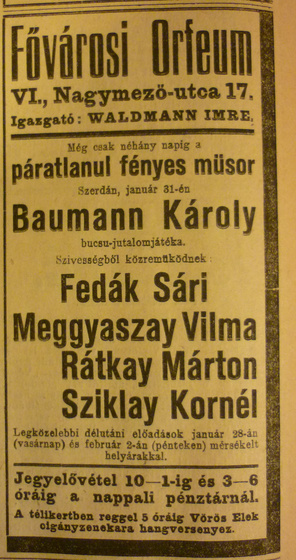 Fővárosi Orfeum
VI., Nagymező-utca 17.
Igazgató: WALDMANN IMRE.
Még csak néhány napig a
páratlanul fényes müsor
Szerdán, január 31-én
Baumann Károly
bucsu-jutalomjátéka.
Szivességből közremüködnek:
Fedák Sári
Meggyaszay Vilma
Rátkay Márton
Sziklay Kornél
Legközelebbi délutáni előadások január 28-án
(vasárnap) és február 2-án (pénteken) mérsékelt
helyárakkal.
Jegyelővétel 10—1-ig és 3—6
óráig a nappali pénztárnál.
A télikertben reggel 5 óráig Vörös Elek
cigányzenekara hangversenyez.